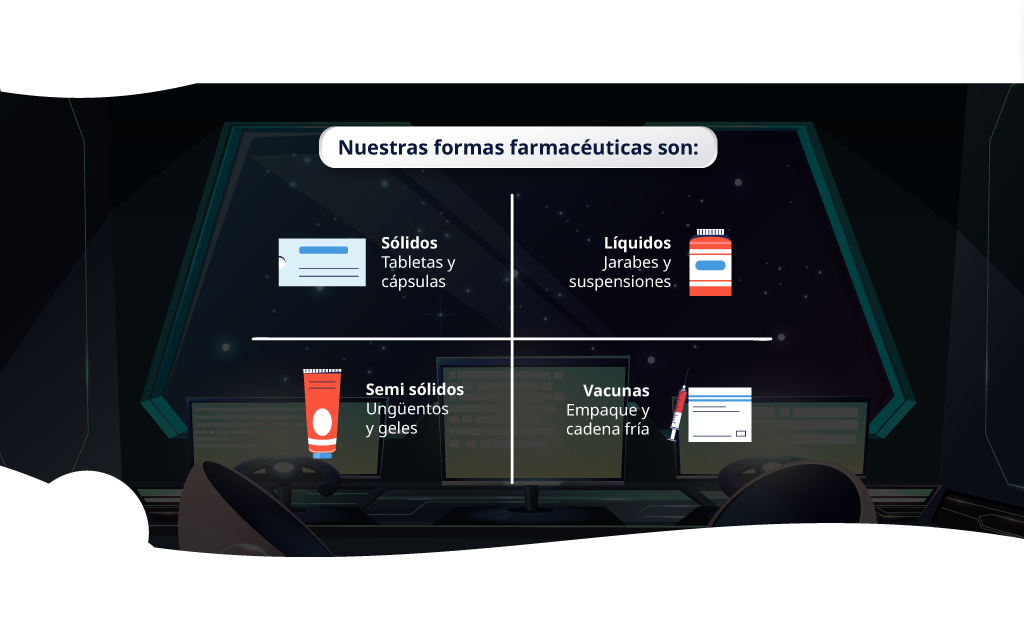 Nuestras formas farmacéuticas son:
Sólidos
Tabletas y
cápsulas
Líquidos
Jarabes y
suspensiones
Semi sólidos
Ungüentos
y geles
Vacunas
Empaque y
cadena fría